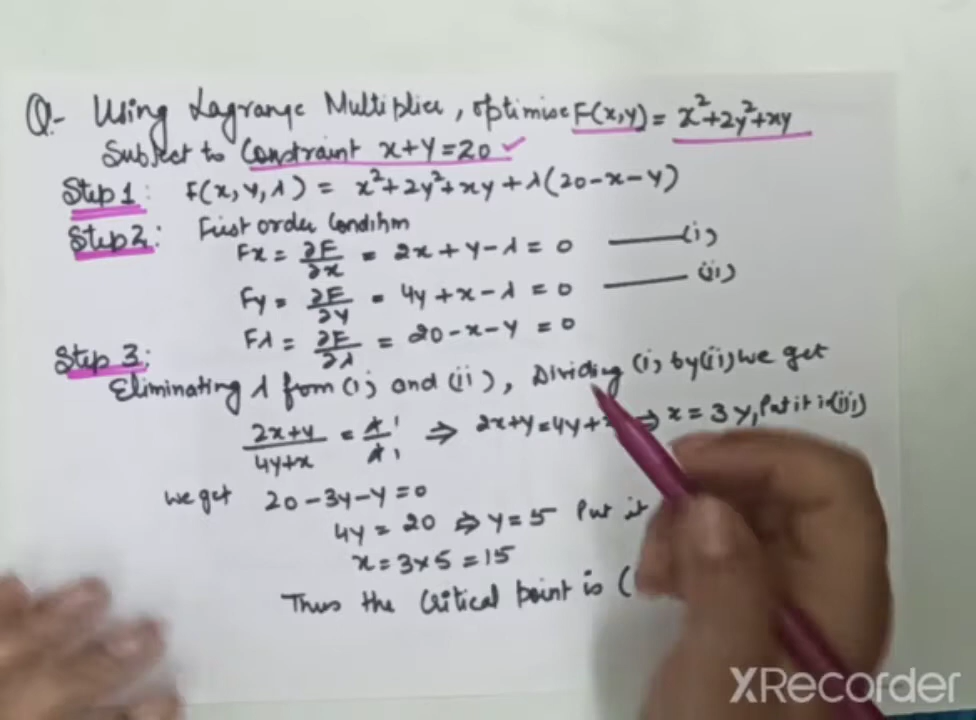 Q.- Using Lagrange Multiplier, optimise F(x,y) = x²+2y²+xy
Subject to Constraint x+y=20 ✓
Step 1: F(x, y, λ) = x²+2y²+xy+λ(20-x-y)
Step 2: First order Condition
Fx = ∂F/∂x = 2x+y-λ = 0 —(i)
Fy = ∂F/∂y = 4y+x-λ = 0 —(ii)
Fλ = ∂F/∂λ = 20-x-y = 0
Step 3:
Eliminating λ from (i) and (ii), Dividing (i) by (ii) we get
(2x+y)/(4y+x) = λ1/λ1 ⇒ 2x+y=4y+ ⇒ x = 3y, Put it in (iii)
we get 20-3y-y=0
4y = 20 ⇒ y=5 Put it
x=3×5=15
Thus the Critical point is (
XRecorder